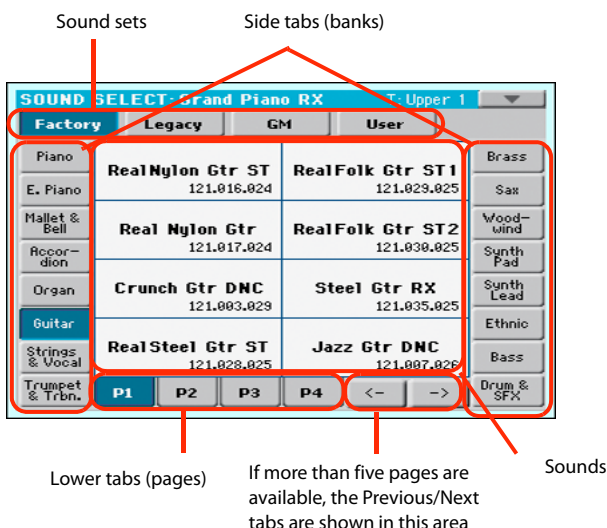 Sound sets
Side tabs (banks)
SOUND SELECT: Grand Piano RX
T: Upper 1
Factory
Legacy
GM
User
Piano
E. Piano
Mallet &
Bell
Accor-
dion
Organ
Guitar
Strings
& Vocal
Trumpet
& Trbn.
RealNylon Gtr ST
121.016.024
RealFolk Gtr ST1
121.029.025
Real Nylon Gtr
121.017.024
RealFolk Gtr ST2
121.030.025
Crunch Gtr DNC
121.003.029
Steel Gtr RX
121.035.025
RealSteel Gtr ST
121.028.025
Jazz Gtr DNC
121.007.026
Brass
Sax
Wood-
wind
Synth
Pad
Synth
Lead
Ethnic
Bass
Drum &
SFX
P1
P2
P3
P4
<-
->
Lower tabs (pages)
If more than five pages are
available, the Previous/Next
tabs are shown in this area
Sounds